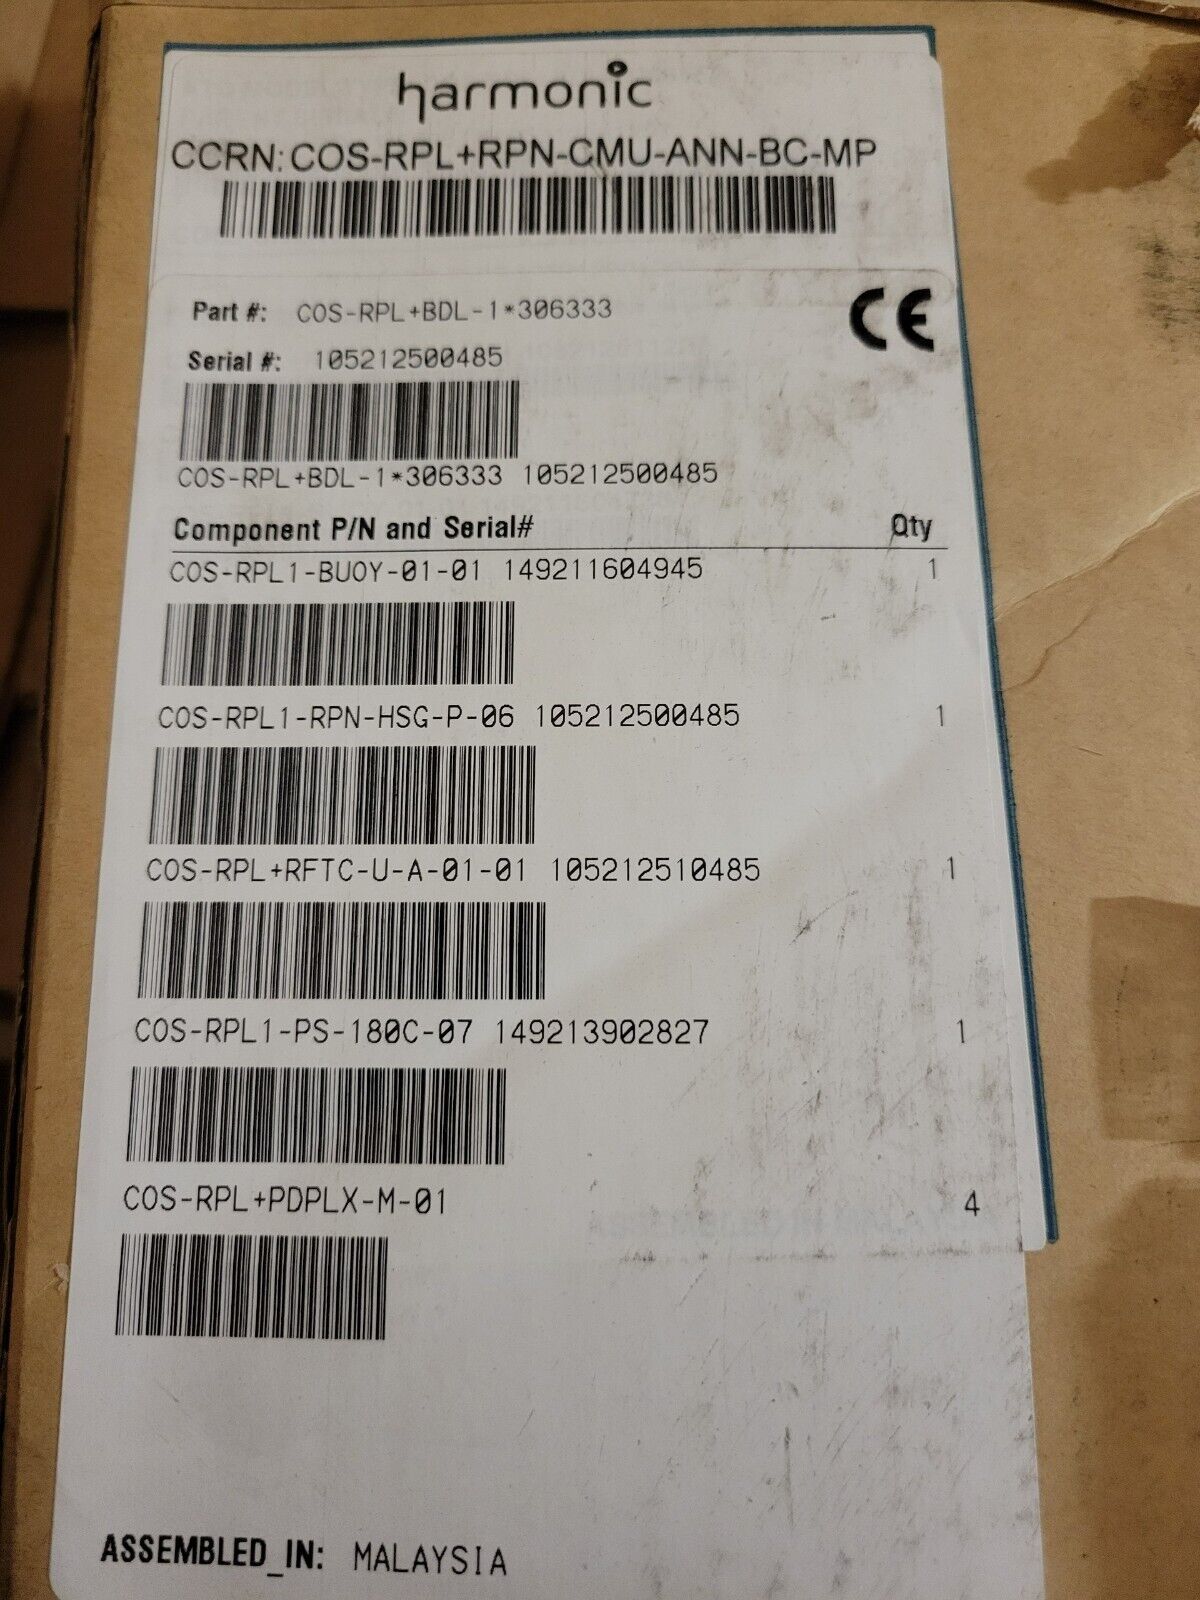 harmonic
CCRN: COS-RPL+RPN-CMU-ANN-BC-MP
Part #: COS-RPL+BDL-1*306333
CE
Serial #: 105212500485
COS-RPL+BDL-1*306333 105212500485
Component P/N and Serial# Qty
COS-RPL1-BUOY-01-01 149211604945 1
COS-RPL1-RPN-HSG-P-06 105212500485 1
COS-RPL+RFTC-U-A-01-01 105212510485 1
COS-RPL1-PS-180C-07 149213902827 1
COS-RPL+PDPLX-M-01 4
ASSEMBLED_IN: MALAYSIA